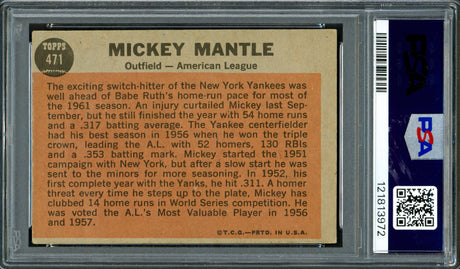 TOPPS
471
MICKEY MANTLE
Outfield — American League
The exciting switch-hitter of the New York Yankees
was well ahead of Babe Ruth's home-run pace for most of
the 1961 season. An injury curtailed Mickey last Sep-
tember, but he still finished the year with 54 home runs
and a .317 batting average. The Yankee centerfielder
had his best season in 1956 when he won the triple
crown, leading the A.L. with 52 homers, 130 RBIs
and a .353 batting mark. Mickey started the 1951
campaign with New York, but after a slow start he was
sent to the minors for more seasoning. In 1952, his
first complete year with the Yanks, he hit .311. A homer
threat every time he steps up to the plate, Mickey has
clubbed 14 home runs in World Series competition. He
was voted the A.L.'s Most Valuable Player in 1956
and 1957.
©T.C.G.—PRTD. IN U.S.A.
PSA
PSA
121813972